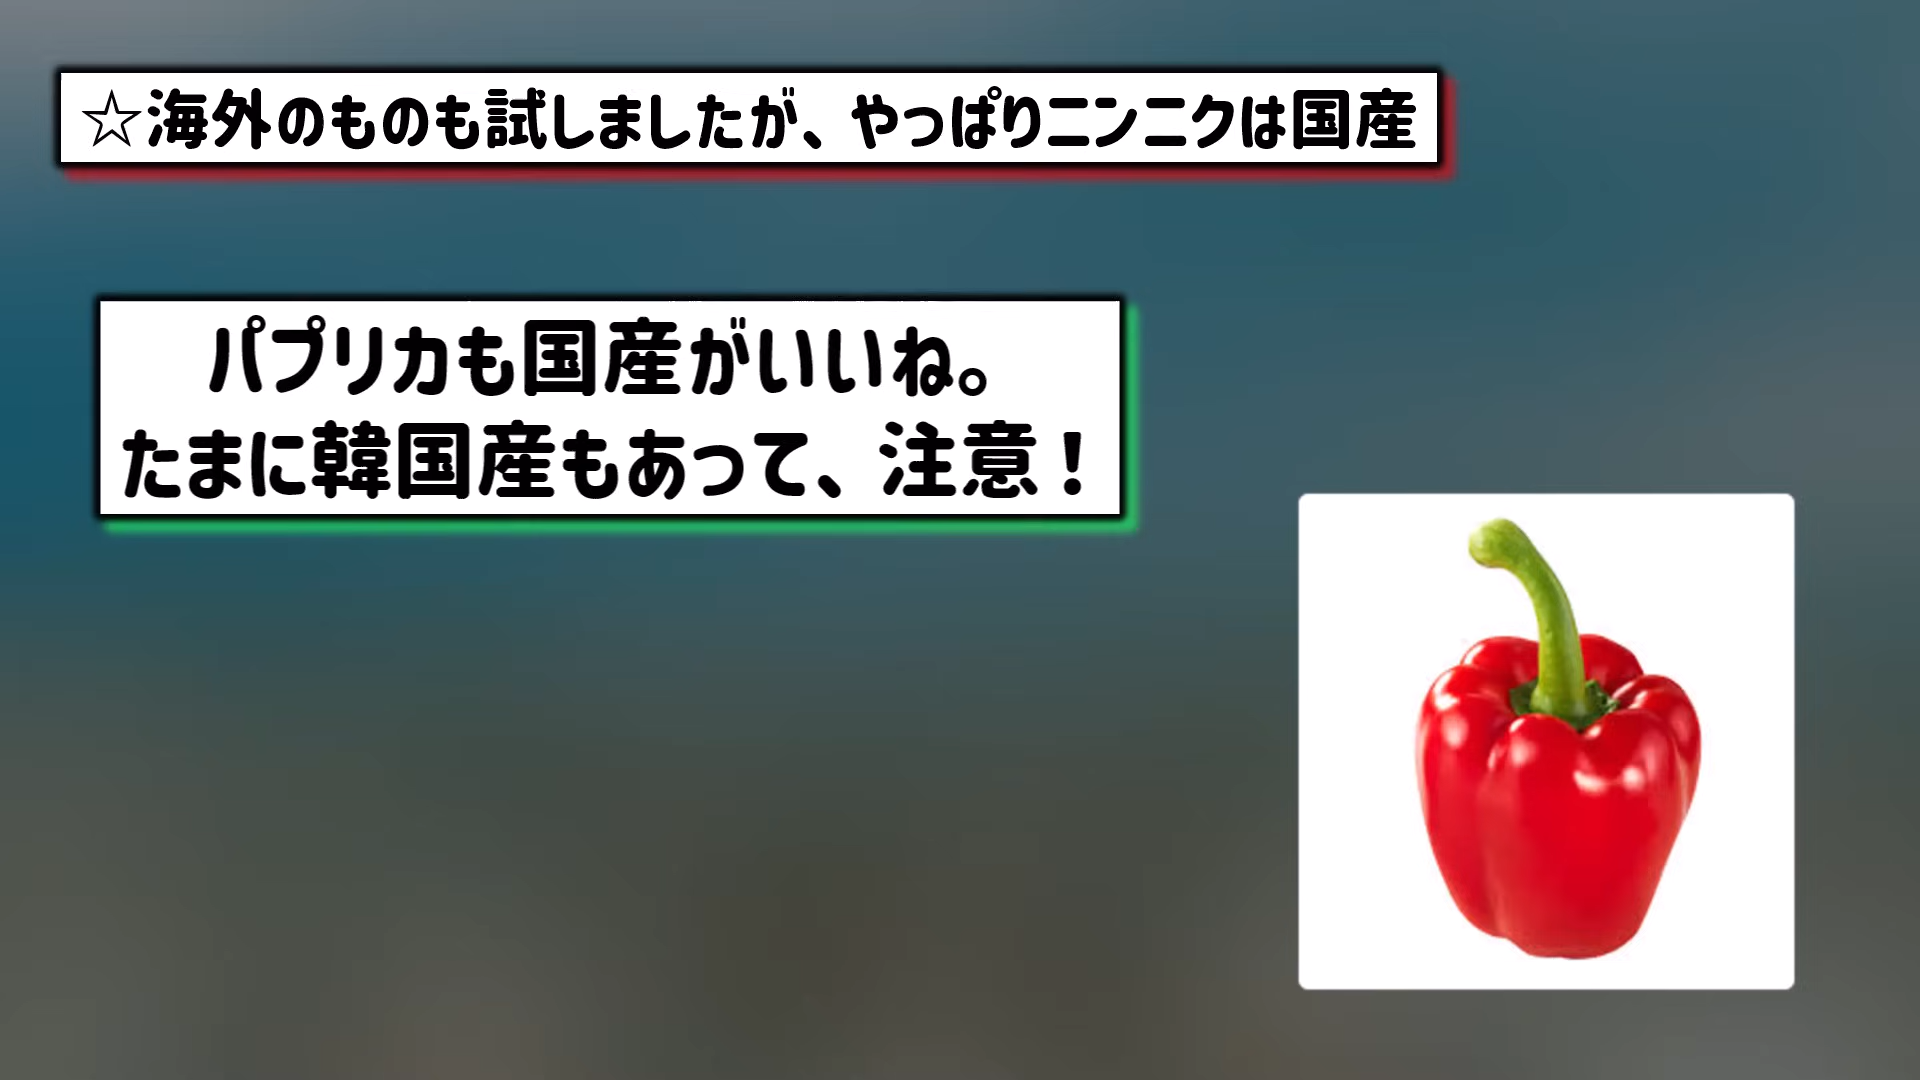 ☆海外のものも試しましたが、やっぱりニンニクは国産
パプリカも国産がいいね。
たまに韓国産もあって、注意！